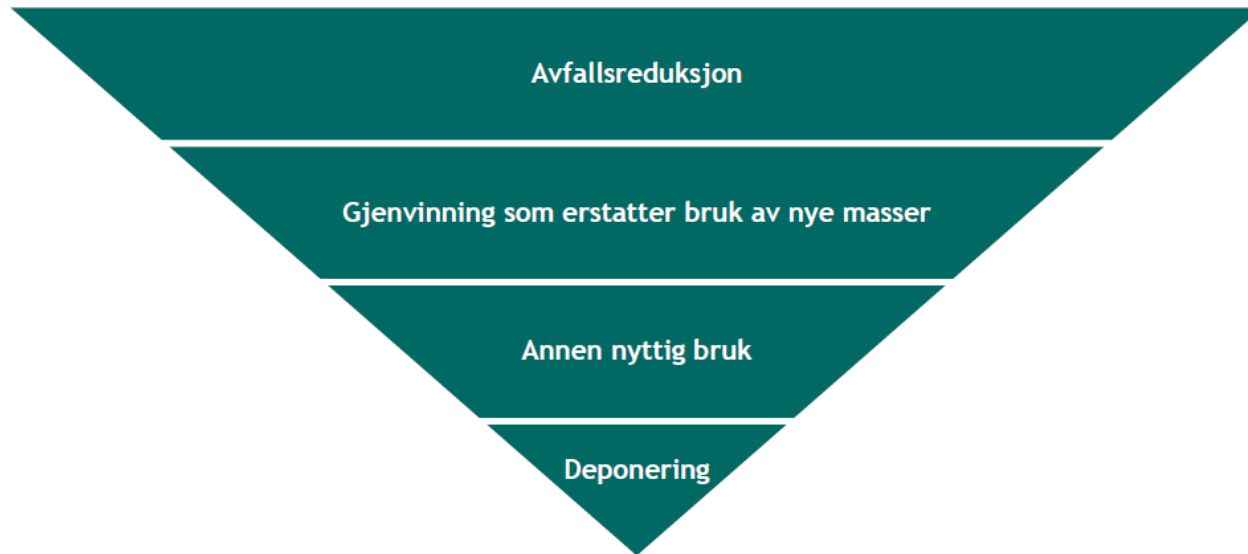 Avfallsreduksjon
Gjenvinning som erstatter bruk av nye masser
Annen nyttig bruk
Deponering